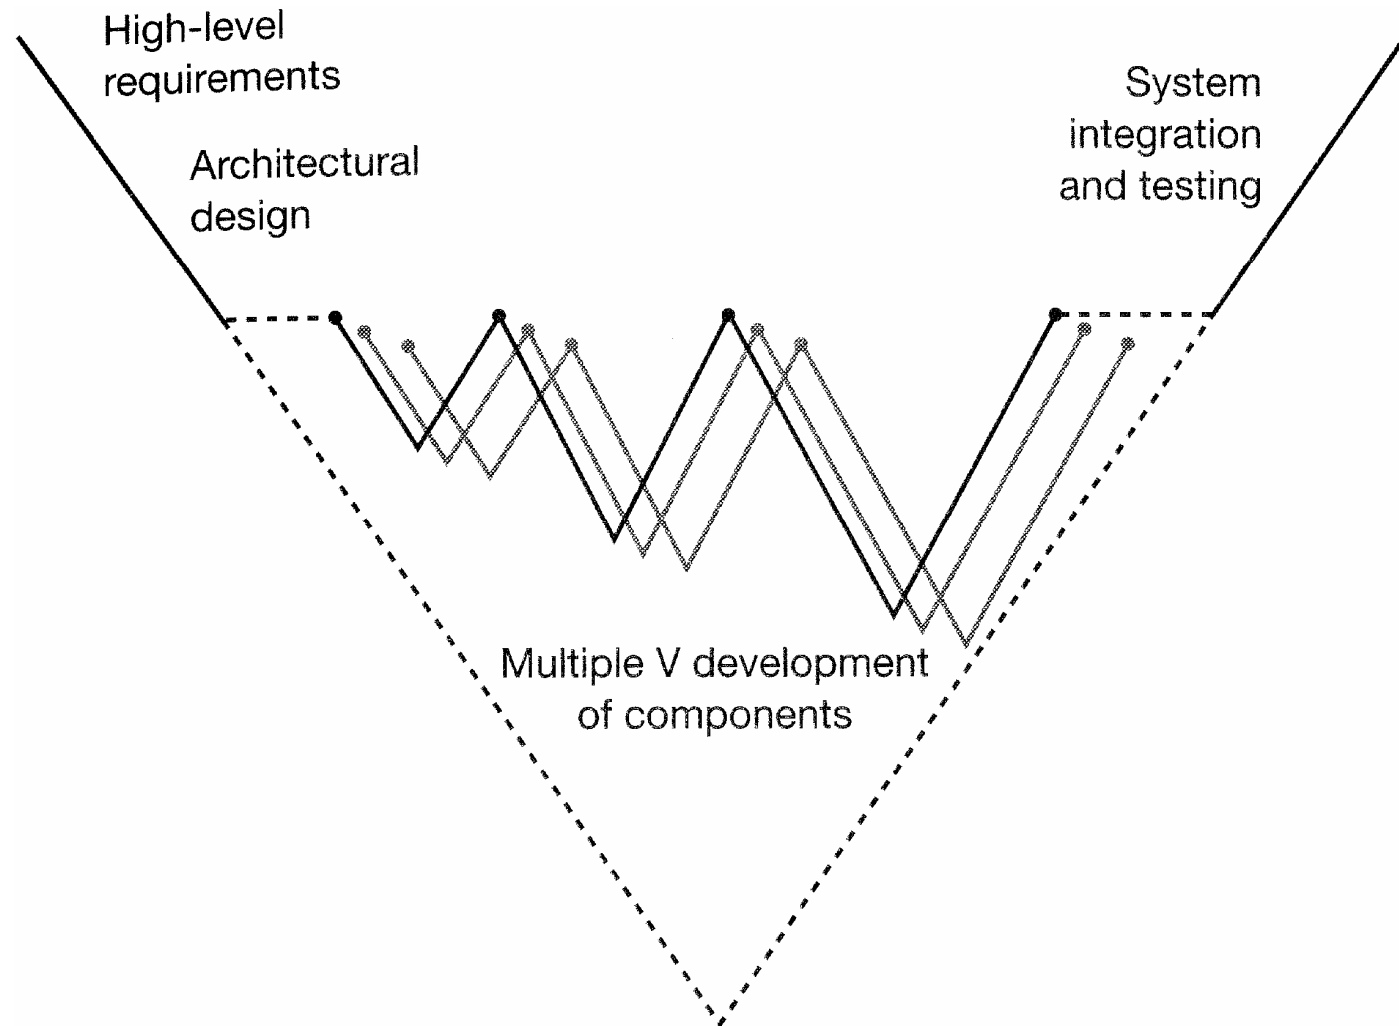 High-level
requirements
Architectural
design
System
integration
and testing
Multiple V development
of components